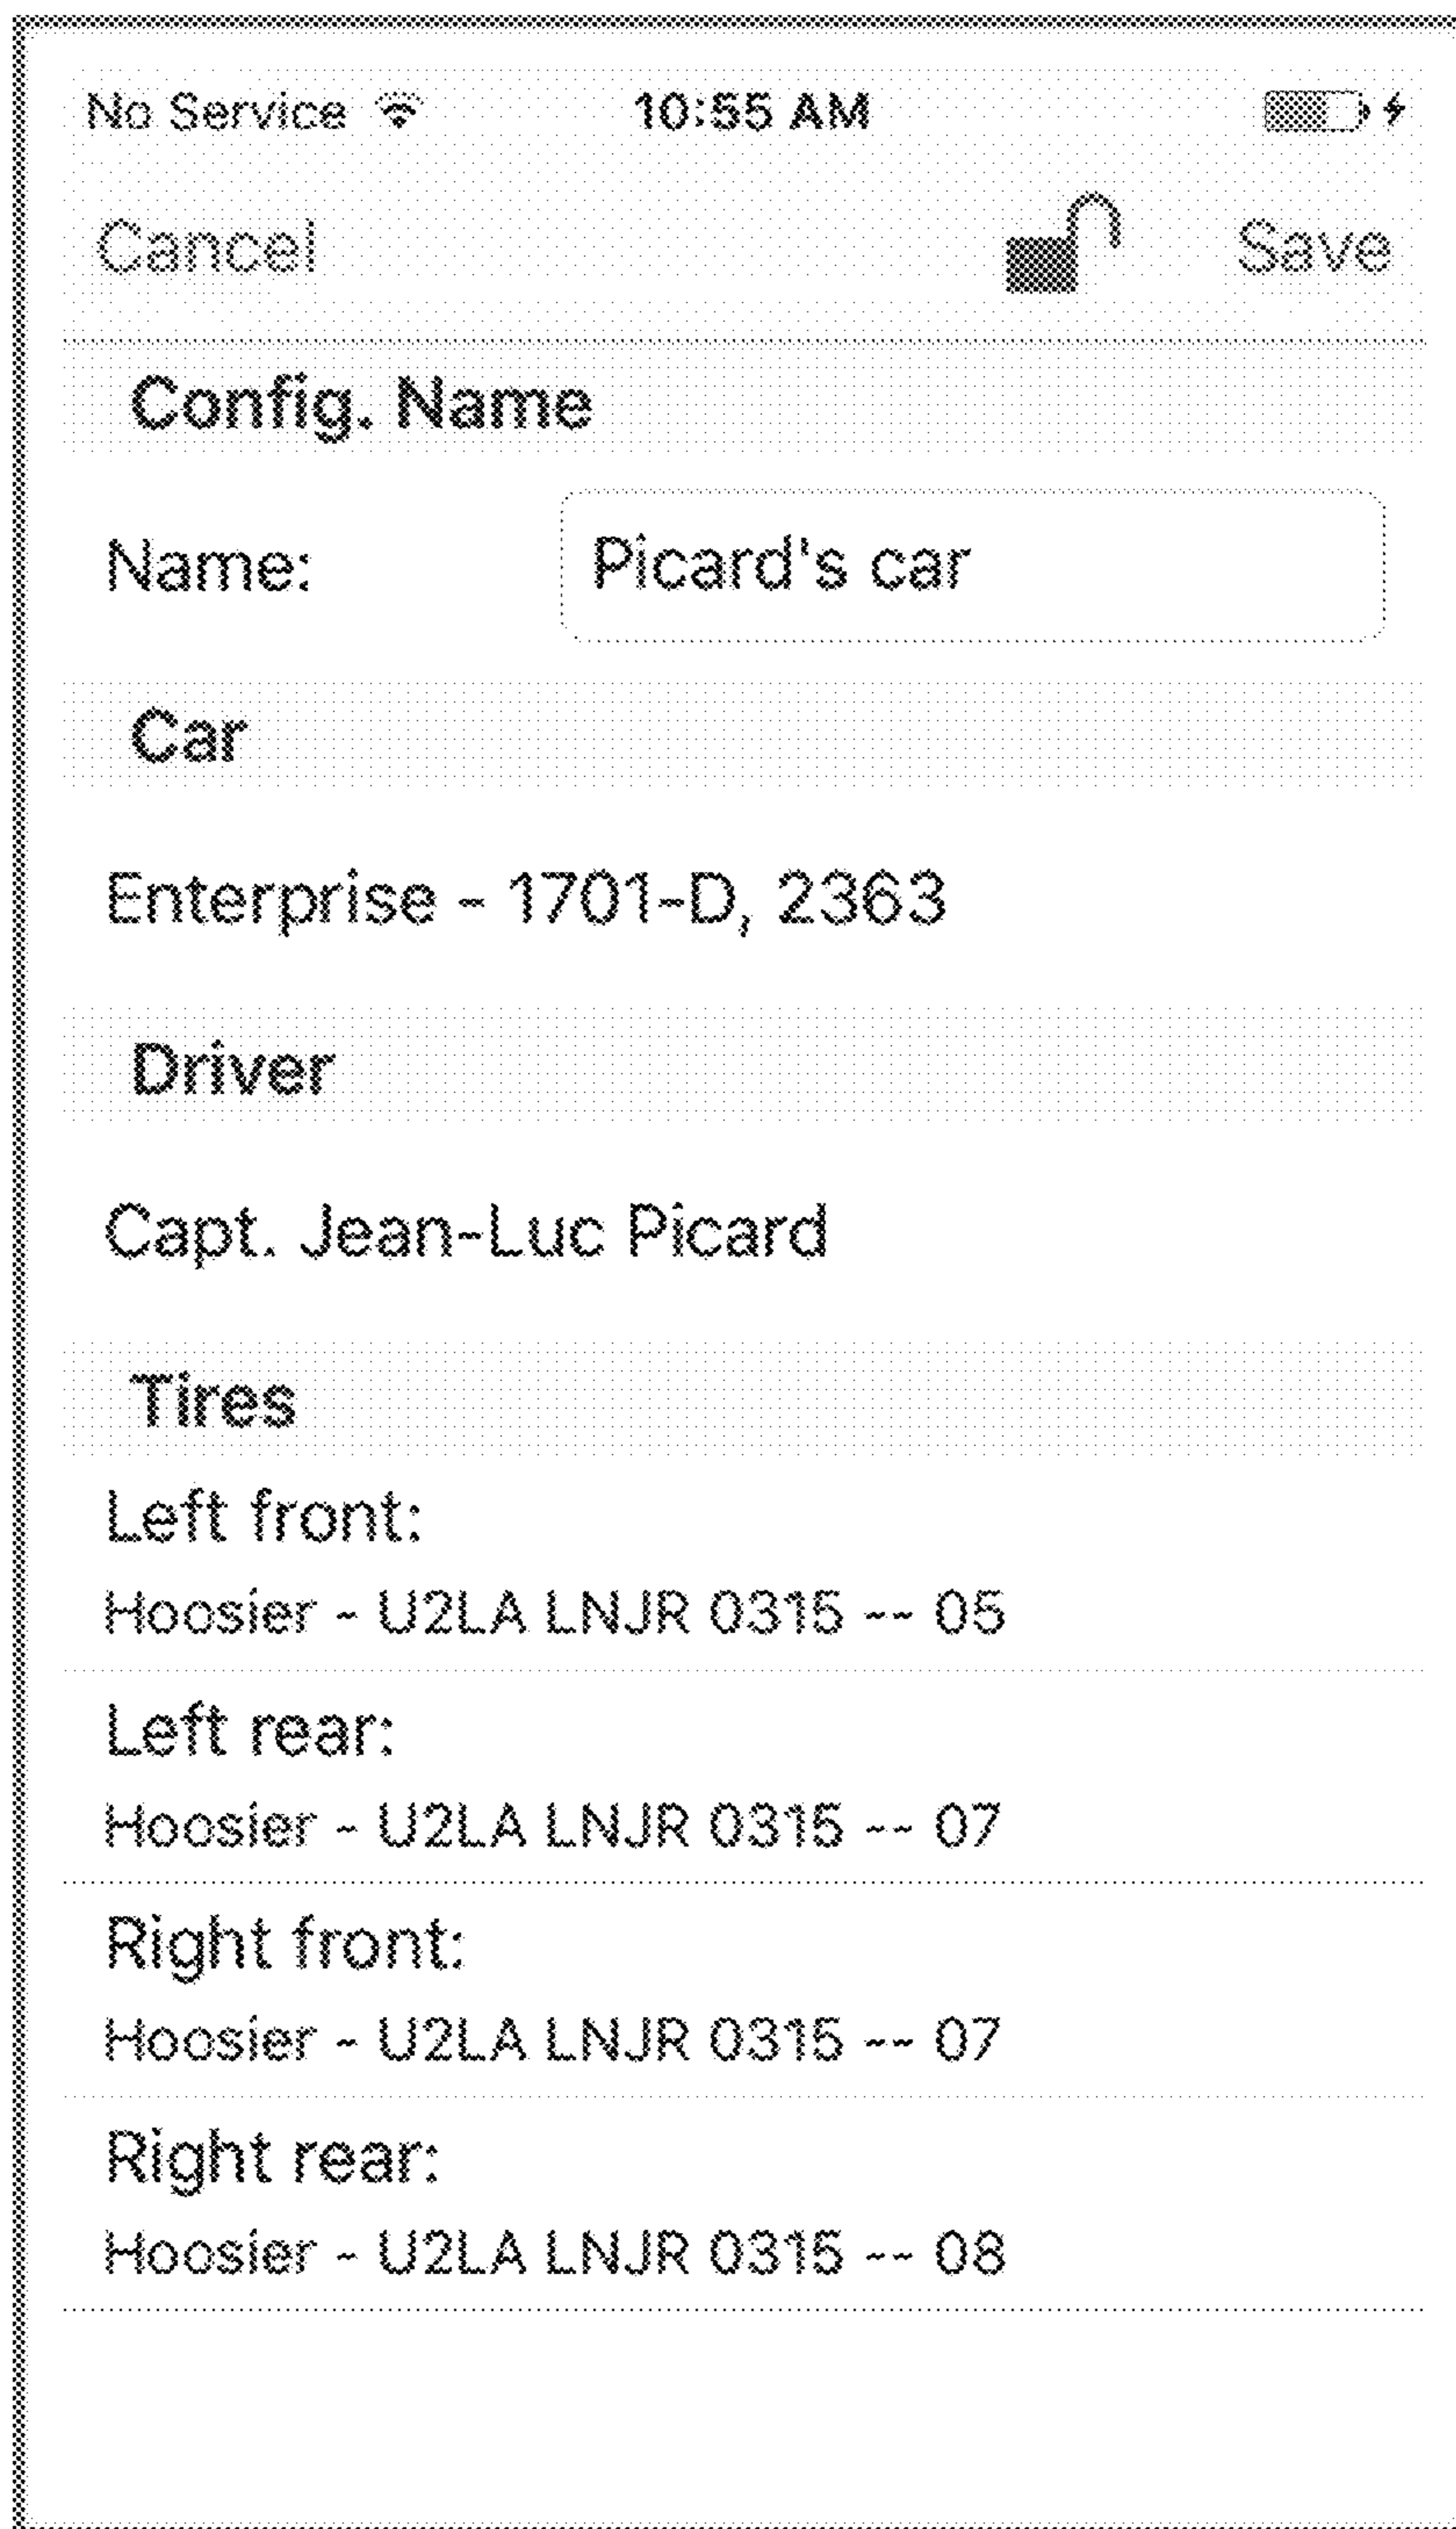 No Service 10:55 AM
Cancel Save
Config. Name
Name: Picard's car
Car
Enterprise - 1701-D, 2363
Driver
Capt. Jean-Luc Picard
Tires
Left front:
Hoosier - U2LA LNJR 0315 -- 05
Left rear:
Hoosier - U2LA LNJR 0315 -- 07
Right front:
Hoosier - U2LA LNJR 0315 -- 07
Right rear:
Hoosier - U2LA LNJR 0315 -- 08